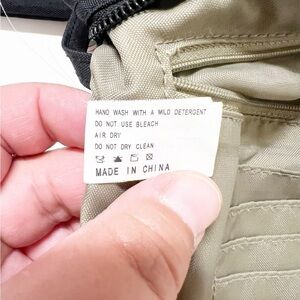 HAND WASH WITH A MILD DETERGENT
DO NOT USE BLEACH
AIR DRY
DO NOT DRY CLEAN
MADE IN CHINA